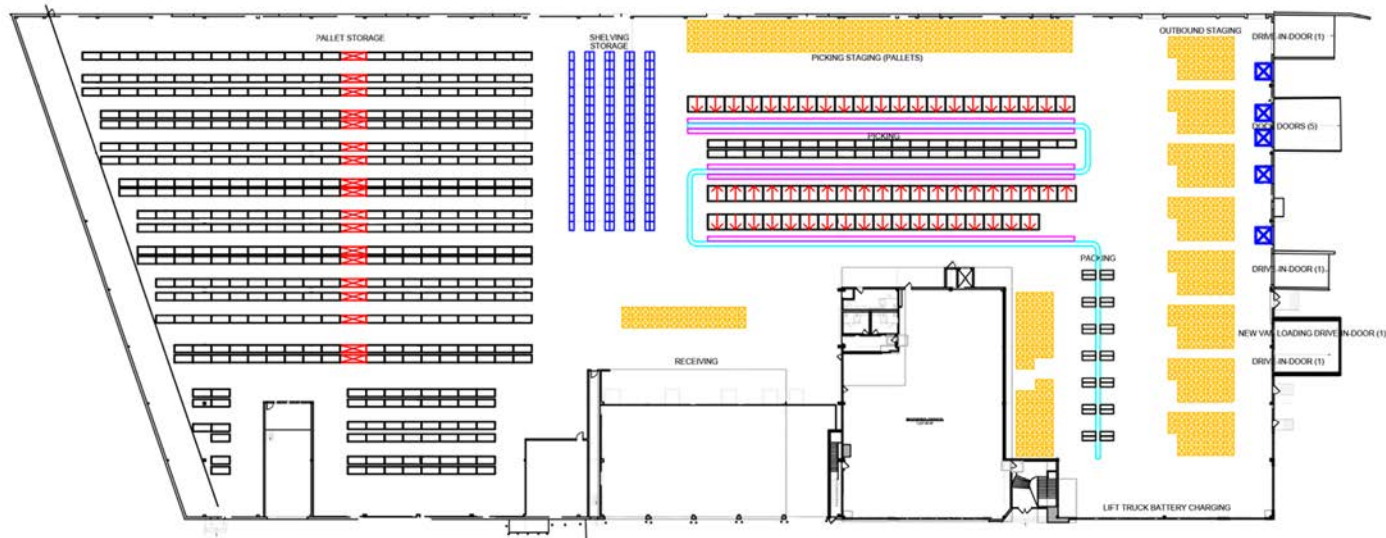 PALLET STORAGE
SHELVING
STORAGE
PICKING STAGING (PALLETS)
OUTBOUND STAGING
DRIVE-IN-DOOR (1)
PICKING
DOCK DOORS (5)
PACKING
DRIVE-IN-DOOR (1)
NEW VAN LOADING DRIVE-IN-DOOR (1)
RECEIVING
DRIVE-IN-DOOR (1)
LIFT TRUCK BATTERY CHARGING